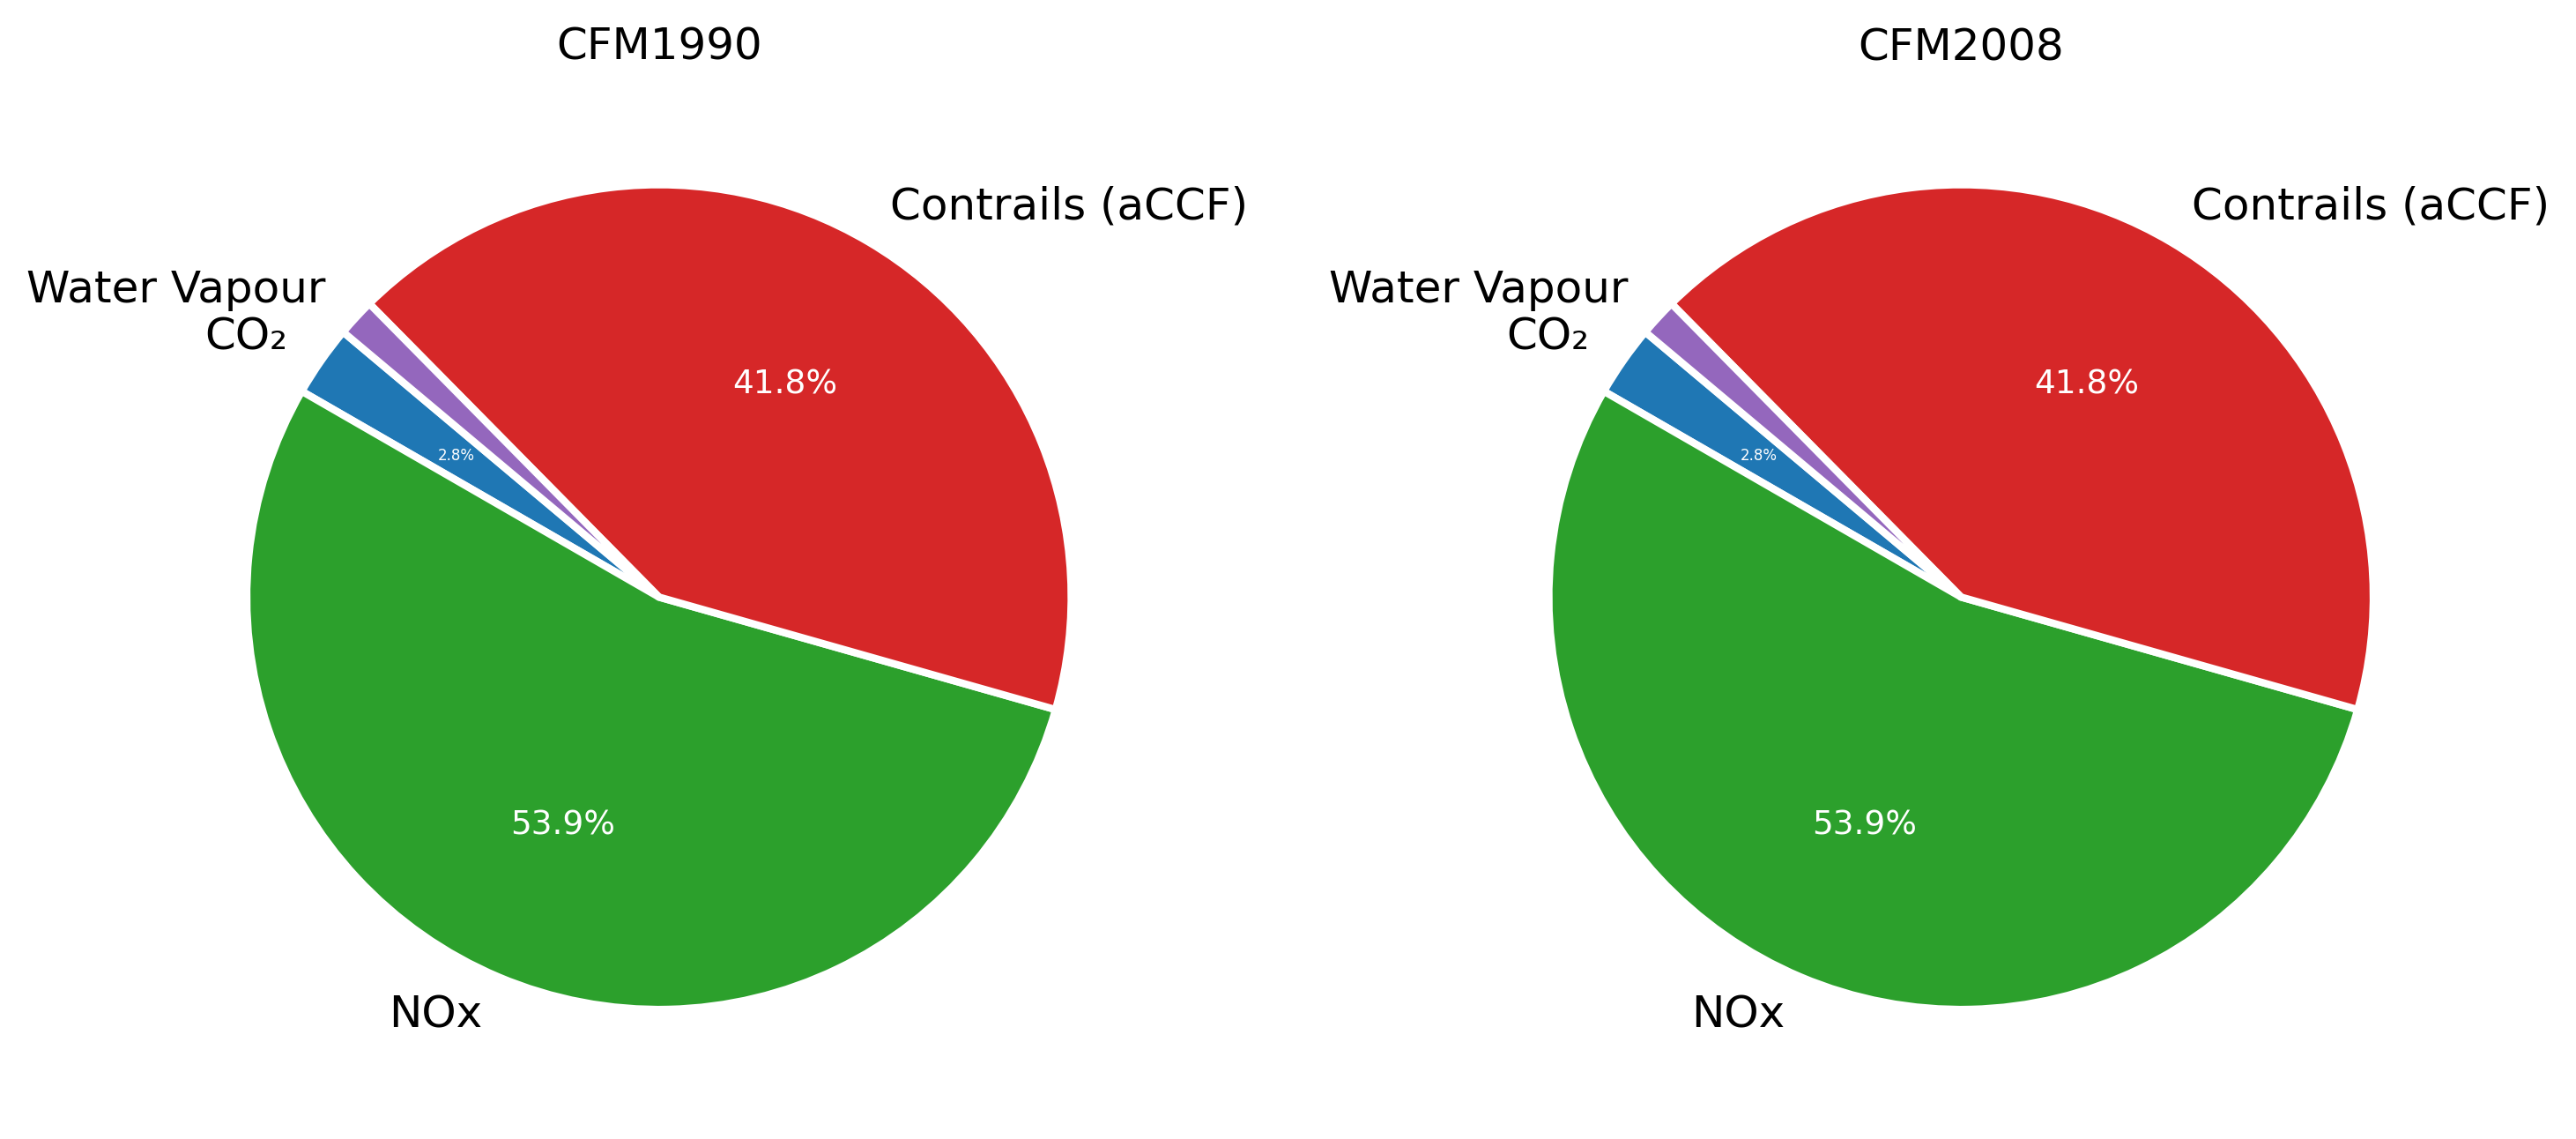 CFM1990
Contrails (aCCF)
Water Vapour
CO₂
41.8%
2.8%
53.9%
NOx
CFM2008
Contrails (aCCF)
Water Vapour
CO₂
41.8%
2.8%
53.9%
NOx